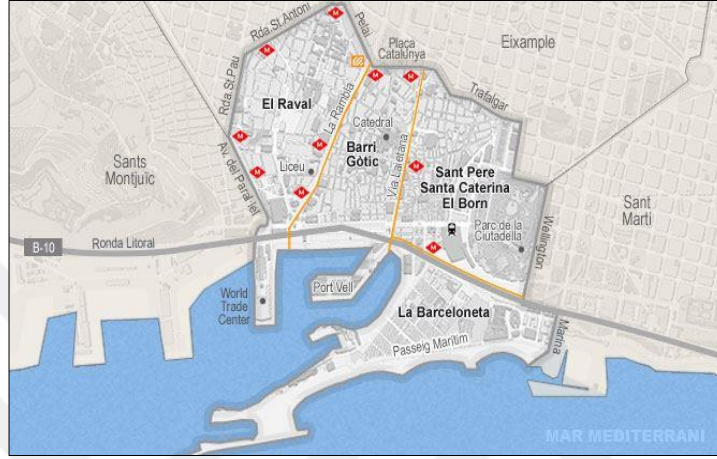 Rda.St.Antoni
Pelai
Plaça
Catalunya
Eixample
Rda.St.Pau
Trafalgar
El Raval
La Rambla
Catedral
Barri
Gòtic
Via Laietana
Sants
Montjuïc
Av. del Paral·lel
Liceu
Sant Pere
Santa Caterina
El Born
Sant
Martí
Parc de la
Ciutadella
Wellington
B-10
Ronda Litoral
World
Trade
Center
Port Vell
La Barceloneta
Passeig Marítim
Marina
MAR MEDITERRANI
M
M
M
M
M
M
M
M
M
M